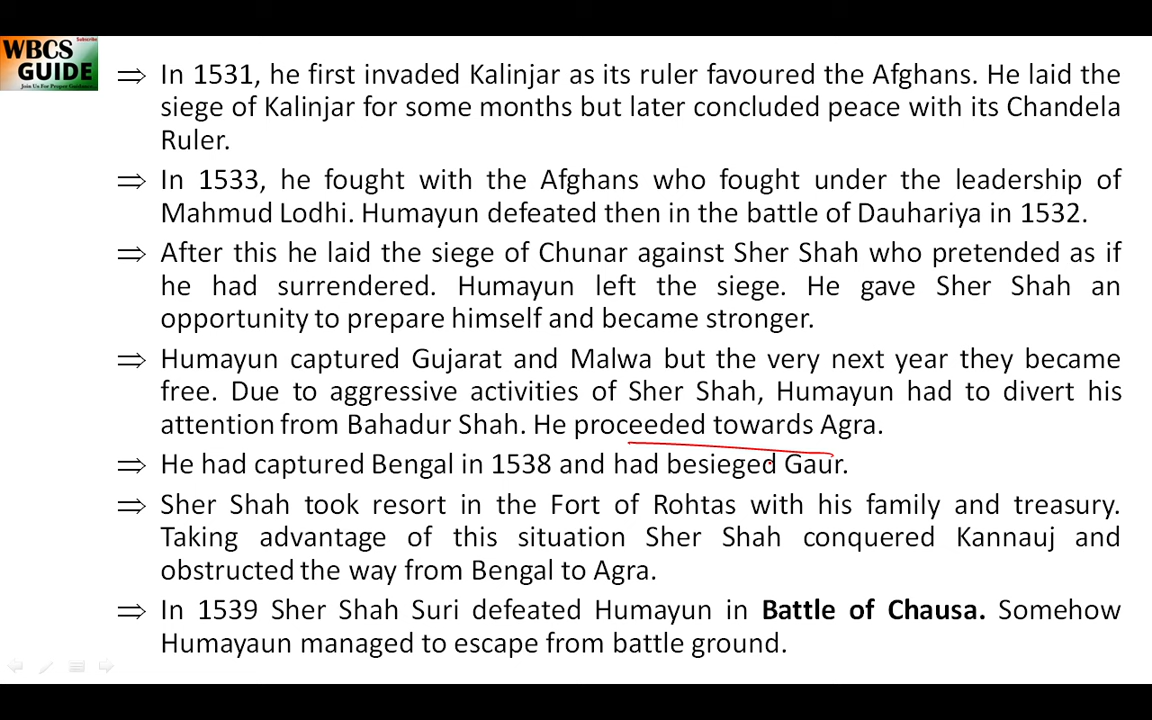 Subscribe
WBCS
GUIDE
Join Us For Proper Guidance
⇒ In 1531, he first invaded Kalinjar as its ruler favoured the Afghans. He laid the
siege of Kalinjar for some months but later concluded peace with its Chandela
Ruler.
⇒ In 1533, he fought with the Afghans who fought under the leadership of
Mahmud Lodhi. Humayun defeated then in the battle of Dauhariya in 1532.
⇒ After this he laid the siege of Chunar against Sher Shah who pretended as if
he had surrendered. Humayun left the siege. He gave Sher Shah an
opportunity to prepare himself and became stronger.
⇒ Humayun captured Gujarat and Malwa but the very next year they became
free. Due to aggressive activities of Sher Shah, Humayun had to divert his
attention from Bahadur Shah. He proceeded towards Agra.
⇒ He had captured Bengal in 1538 and had besieged Gaur.
⇒ Sher Shah took resort in the Fort of Rohtas with his family and treasury.
Taking advantage of this situation Sher Shah conquered Kannauj and
obstructed the way from Bengal to Agra.
⇒ In 1539 Sher Shah Suri defeated Humayun in Battle of Chausa. Somehow
Humayaun managed to escape from battle ground.